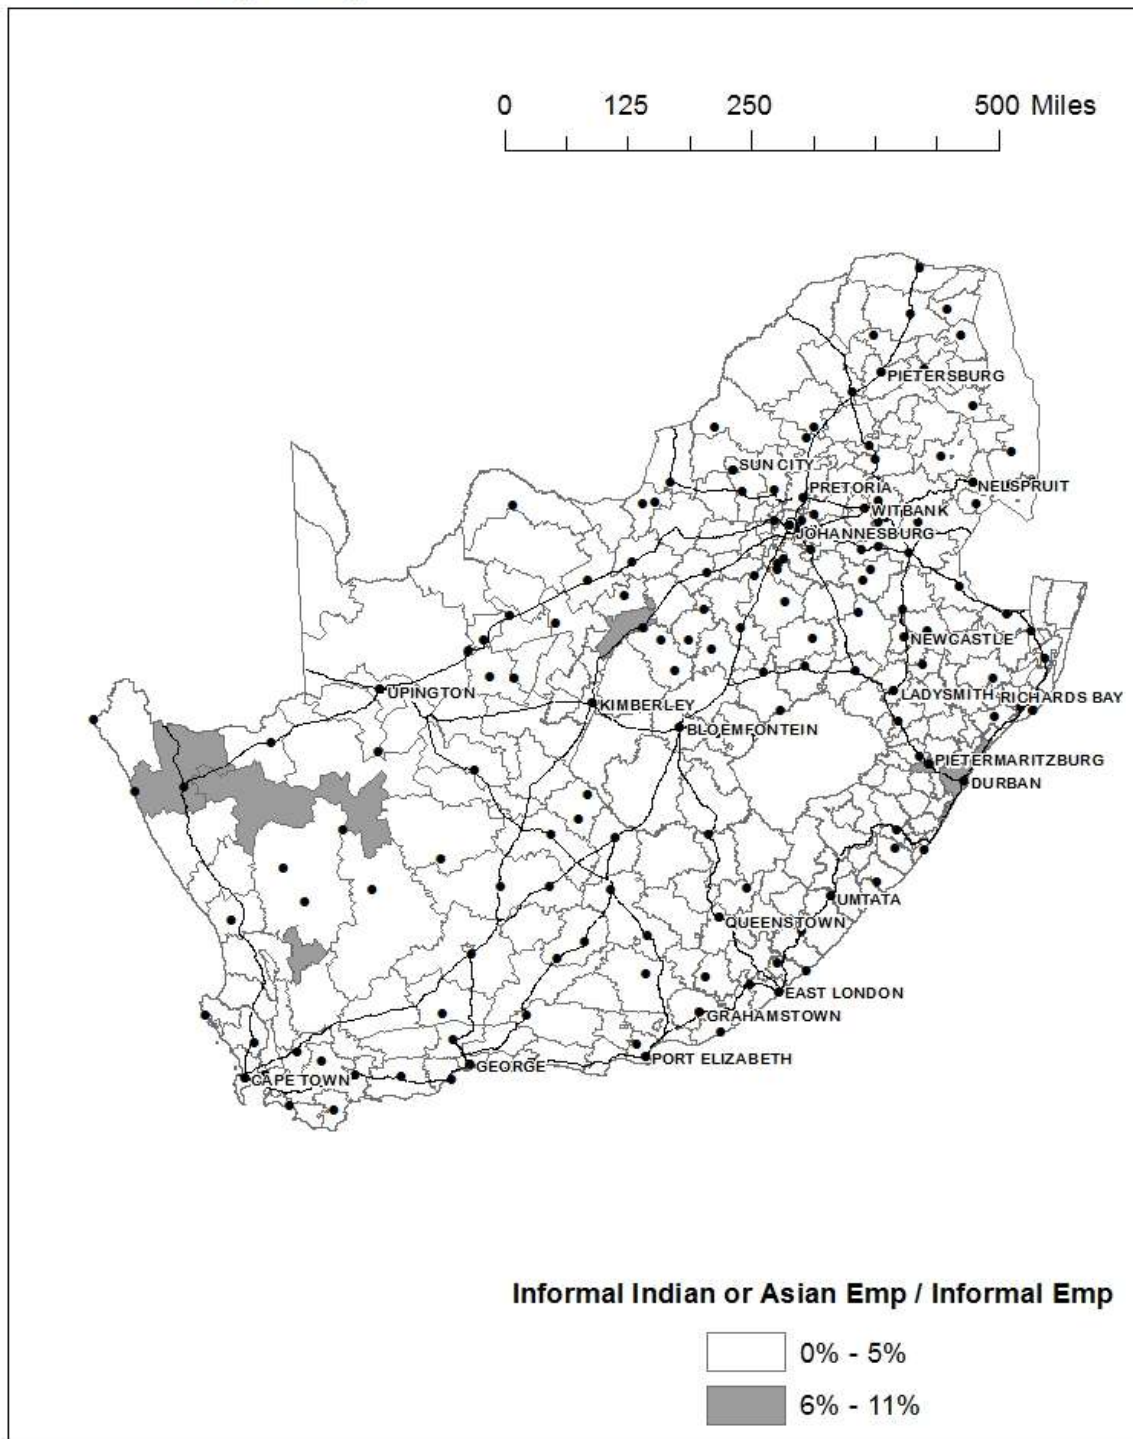 0 125 250 500 Miles
PIETERSBURG
SUN CITY
PRETORIA
NELSPRUIT
WITBANK
JOHANNESBURG
NEWCASTLE
UPINGTON
LADYSMITH
RICHARDS BAY
KIMBERLEY
BLOEMFONTEIN
PIETERMARITZBURG
DURBAN
UMTATA
QUEENSTOWN
EAST LONDON
GRAHAMSTOWN
PORT ELIZABETH
GEORGE
CAPE TOWN
Informal Indian or Asian Emp / Informal Emp
0% - 5%
6% - 11%